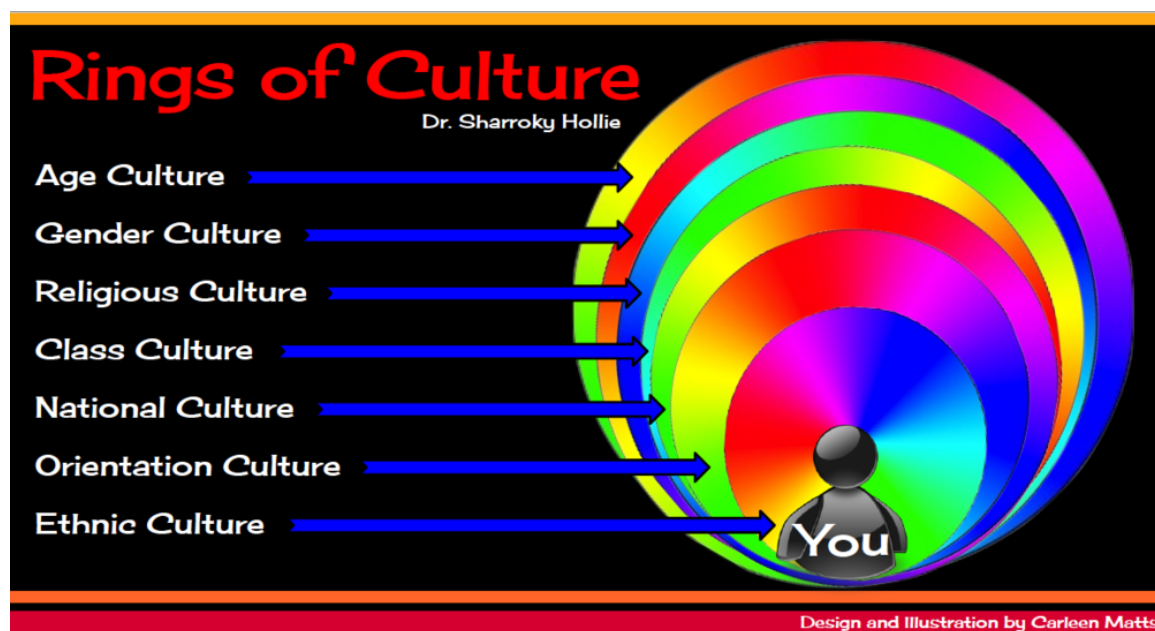 Rings of Culture
Dr. Sharroky Hollie
Age Culture
Gender Culture
Religious Culture
Class Culture
National Culture
Orientation Culture
Ethnic Culture
You
Design and Illustration by Carleen Matts